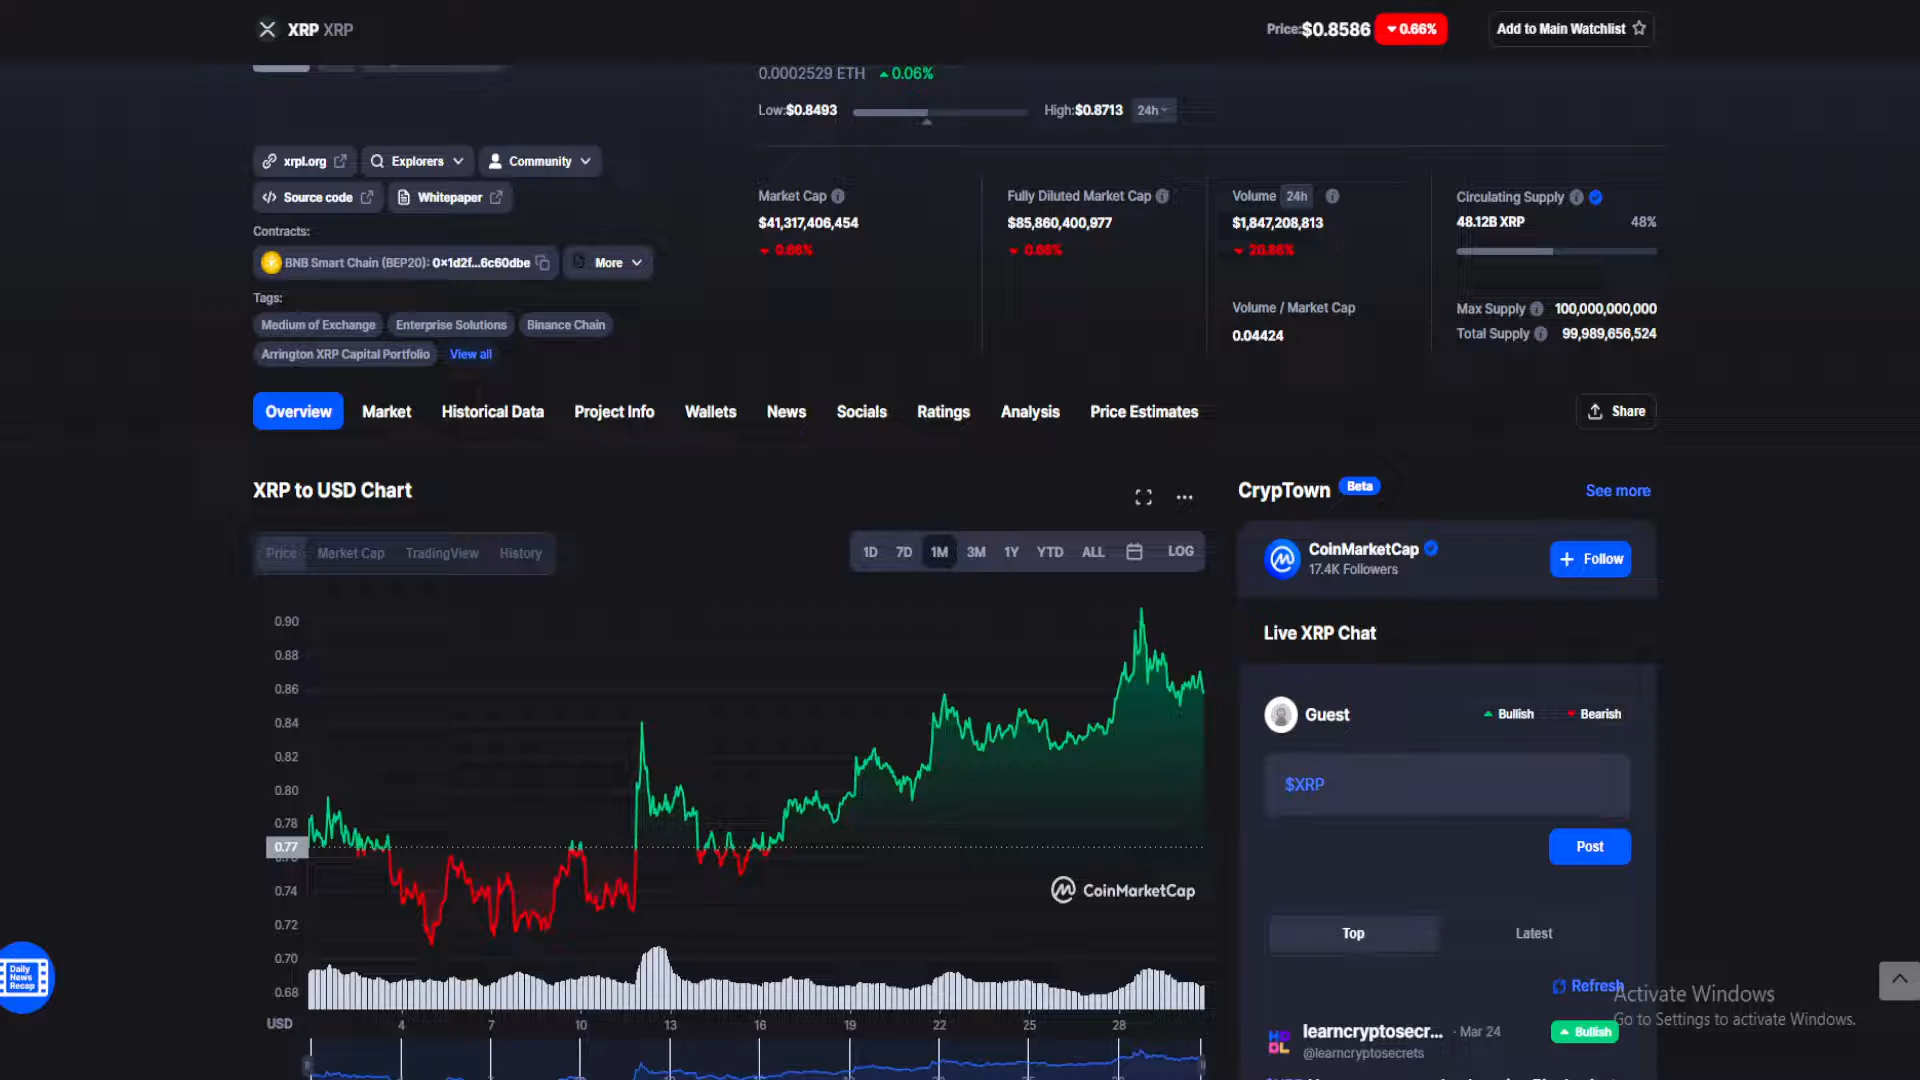 XRP XRP
Price:$0.8586 0.66%
Add to Main Watchlist
0.0002529 ETH 0.06%
Low:$0.8493
High:$0.8713 24h
xrpl.org Explorers Community
Source code Whitepaper
Contracts:
BNB Smart Chain (BEP20): 0x1d2f...6c60dbe More
Tags:
Medium of Exchange Enterprise Solutions Binance Chain
Arrington XRP Capital Portfolio View all
Market Cap
$41,317,406,454
0.66%
Fully Diluted Market Cap
$85,860,400,977
0.66%
Volume 24h
$1,847,208,813
20.86%
Volume / Market Cap
0.04424
Circulating Supply
48.12B XRP 48%
Max Supply 100,000,000,000
Total Supply 99,989,656,524
Overview Market Historical Data Project Info Wallets News Socials Ratings Analysis Price Estimates
Share
XRP to USD Chart
Price Market Cap TradingView History
1D 7D 1M 3M 1Y YTD ALL LOG
0.90
0.88
0.86
0.84
0.82
0.80
0.78
0.77
0.74
0.72
0.70
0.68
CoinMarketCap
USD 4 7 10 13 16 19 22 25 28
Daily
News
Recap
CrypTown Beta
See more
CoinMarketCap
17.4K Followers
Follow
Live XRP Chat
Guest
Bullish Bearish
$XRP
Post
Top Latest
Refresh
Activate Windows
Go to Settings to activate Windows.
learncryptosecr... · Mar 24
Bullish
@learncryptosecrets